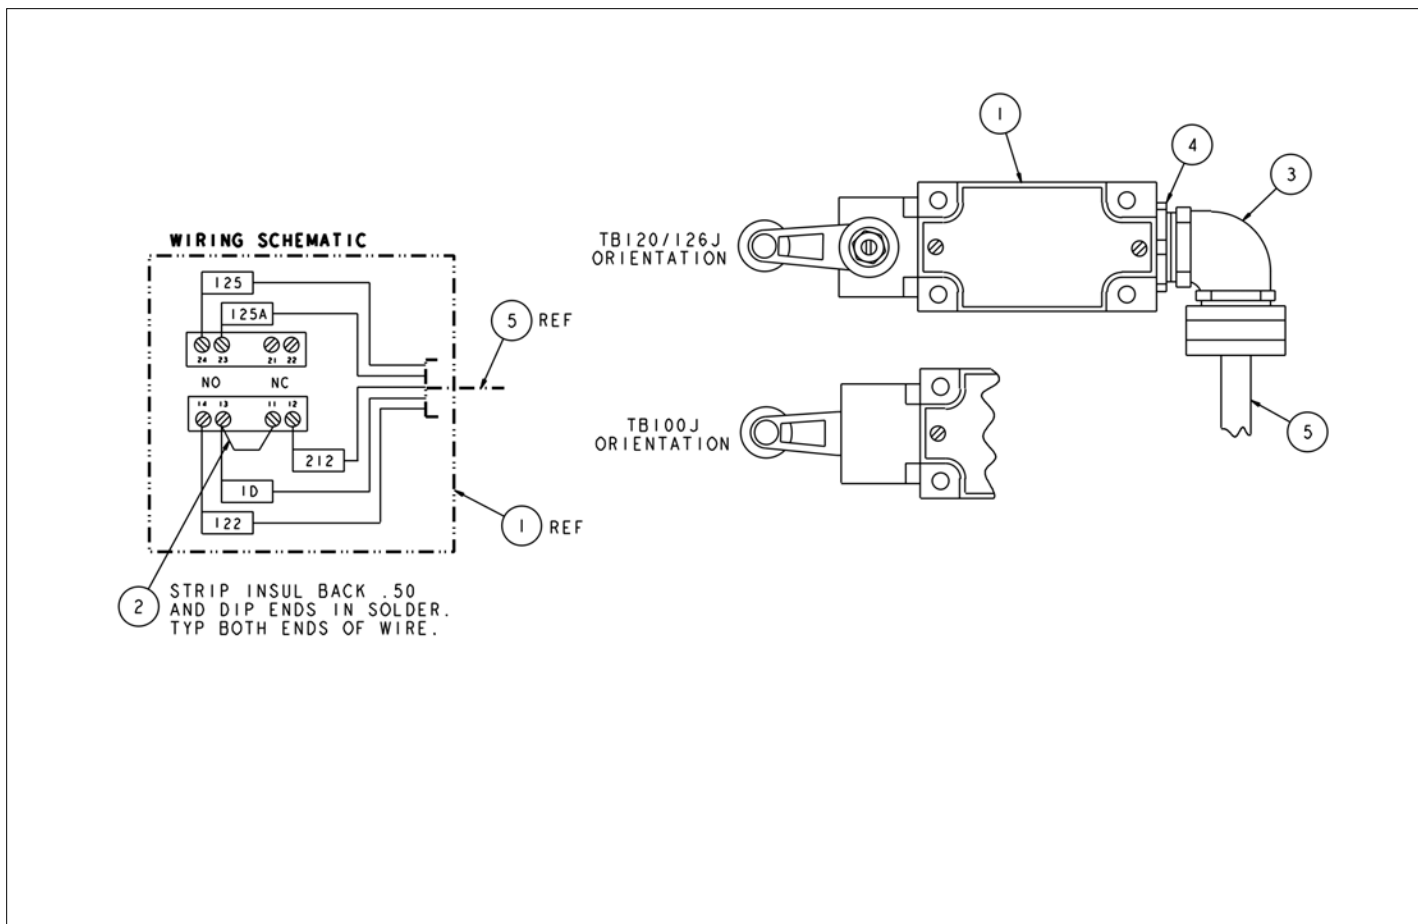 1
4
3
TB120/126J
ORIENTATION
WIRING SCHEMATIC
125
125A
5 REF
24 23 21 22
NO NC
14 13 11 12
TB100J
ORIENTATION
5
212
1D
122
1 REF
2
STRIP INSUL BACK .50
AND DIP ENDS IN SOLDER.
TYP BOTH ENDS OF WIRE.